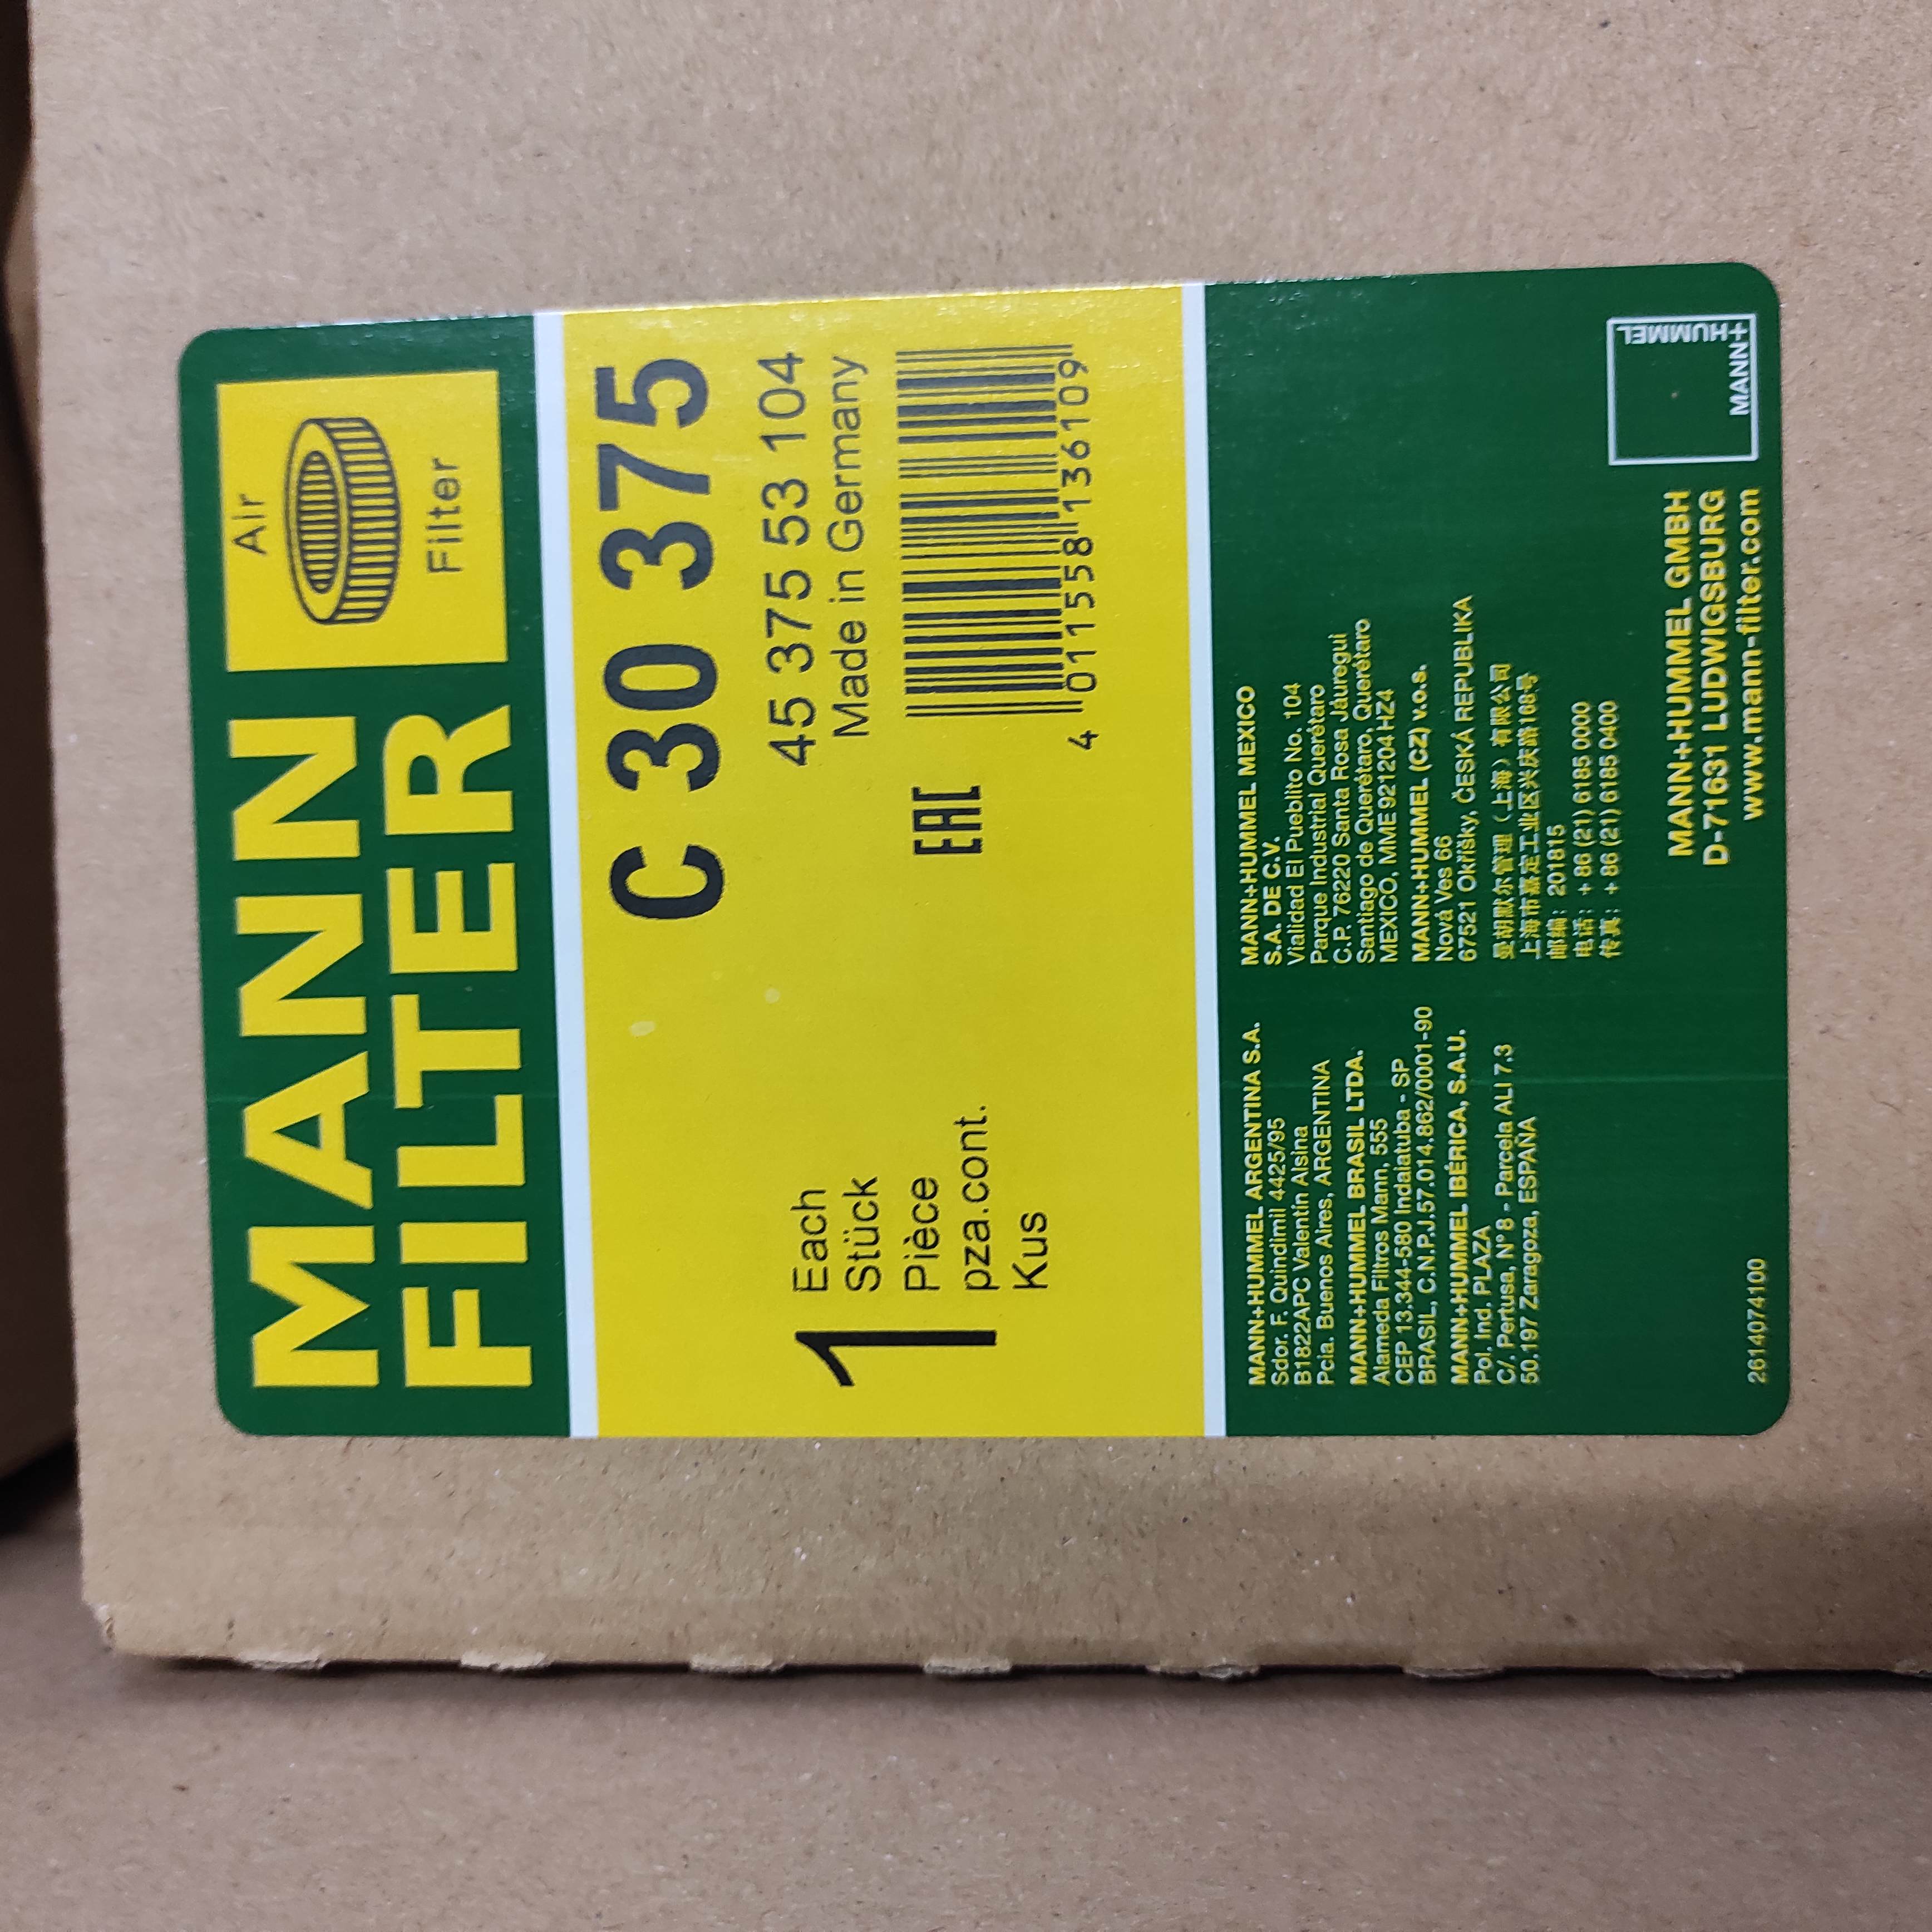 MANN
FILTER
Air
Filter
C 30 375
45 375 53 104
Made in Germany
1
Each
Stück
Pièce
pza.cont.
Kus
EAC
4 011558 136109
MANN+HUMMEL ARGENTINA S.A.
Sdor. F. Quindimil 4425/95
B1822APC Valentín Alsina
Pcia. Buenos Aires, ARGENTINA
MANN+HUMMEL BRASIL LTDA.
Alameda Filtros Mann, 555
CEP 13.344-580 Indaiatuba - SP
BRASIL, C.N.P.J.57.014.862/0001-90
MANN+HUMMEL IBÉRICA, S.A.U.
Pol. Ind. PLAZA
C/. Pertusa, Nº 8 - Parcela ALI 7.3
50.197 Zaragoza, ESPAÑA
MANN+HUMMEL MEXICO
S.A. DE C.V.
Vialidad El Pueblito No. 104
Parque Industrial Querétaro
C.P. 76220 Santa Rosa Jáuregui
Santiago de Querétaro, Querétaro
MEXICO, MME 921204 HZ4
MANN+HUMMEL (CZ) v.o.s.
Nová Ves 66
67521 Okříšky, ČESKÁ REPUBLIKA
曼胡默尔管理（上海）有限公司
上海市嘉定工业区兴庆路168号
邮编：201815
电话：+86 (21) 6185 0000
传真：+86 (21) 6185 0400
MANN+HUMMEL GMBH
D-71631 LUDWIGSBURG
www.mann-filter.com
MANN+
HUMMEL
2614074100